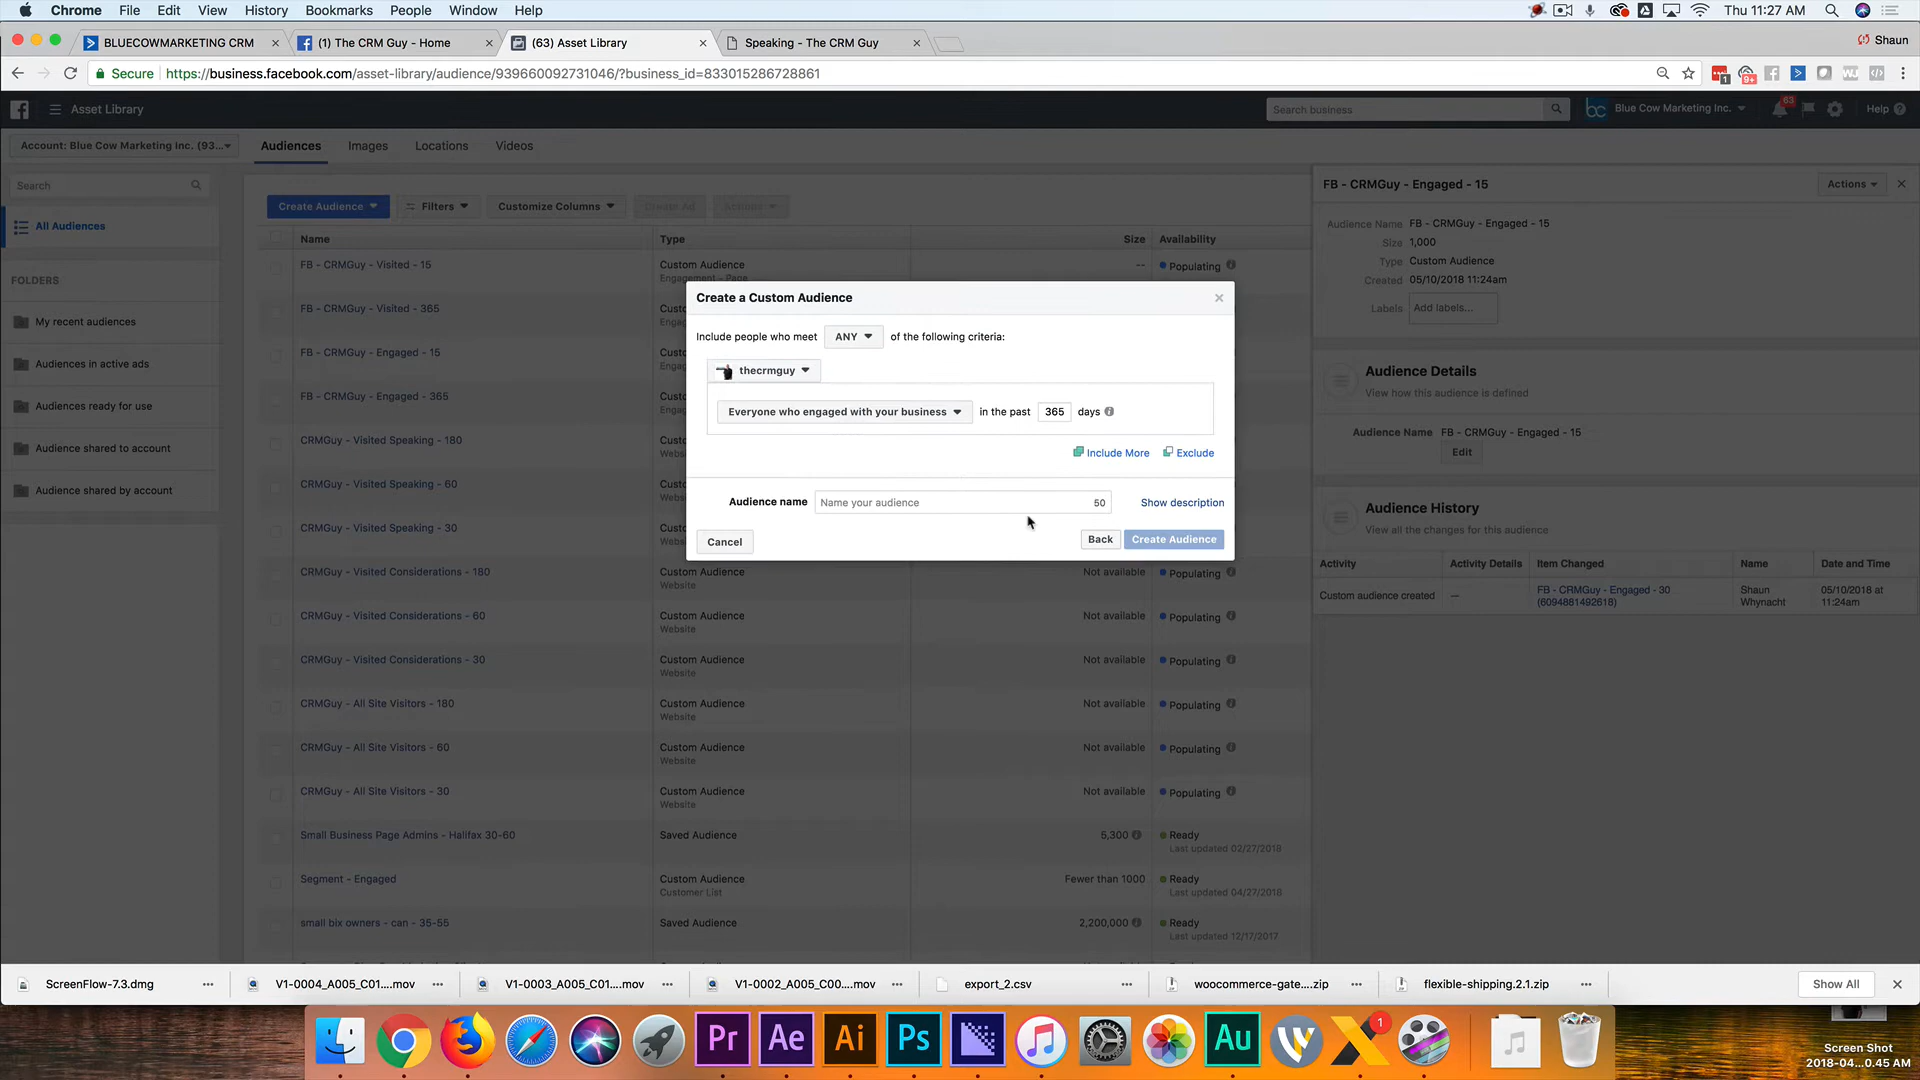 Chrome File Edit View History Bookmarks People Window Help Thu 11:27 AM
BLUECOWMARKETING CRM (1) The CRM Guy - Home (63) Asset Library Speaking - The CRM Guy Shaun
Secure https://business.facebook.com/asset-library/audience/939660092731046/?business_id=833015286728861 1 9+
Asset Library Search business Blue Cow Marketing Inc. 63 Help
Account: Blue Cow Marketing Inc. (93... Audiences Images Locations Videos
Search
All Audiences
FOLDERS
My recent audiences
Audiences in active ads
Audiences ready for use
Audience shared to account
Audience shared by account
Create Audience Filters Customize Columns Create Ad Actions
Name Type Size Availability
FB - CRMGuy - Visited - 15 Custom Audience -- Populating
Engagement - Page
FB - CRMGuy - Visited - 365
FB - CRMGuy - Engaged - 15
FB - CRMGuy - Engaged - 365
CRMGuy - Visited Speaking - 180
CRMGuy - Visited Speaking - 60
CRMGuy - Visited Speaking - 30
CRMGuy - Visited Considerations - 180 Custom Audience Not available Populating
Website
CRMGuy - Visited Considerations - 60 Custom Audience Not available Populating
Website
CRMGuy - Visited Considerations - 30 Custom Audience Not available Populating
Website
CRMGuy - All Site Visitors - 180 Custom Audience Not available Populating
Website
CRMGuy - All Site Visitors - 60 Custom Audience Not available Populating
Website
CRMGuy - All Site Visitors - 30 Custom Audience Not available Populating
Website
Small Business Page Admins - Halifax 30-60 Saved Audience 5,300 Ready
Last updated 02/27/2018
Segment - Engaged Custom Audience Fewer than 1000 Ready
Customer List Last updated 04/27/2018
small bix owners - can - 35-55 Saved Audience 2,200,000 Ready
Last updated 12/17/2017
Create a Custom Audience
Include people who meet ANY of the following criteria:
thecrmguy
Everyone who engaged with your business in the past 365 days
Include More Exclude
Audience name Name your audience 50 Show description
Cancel Back Create Audience
FB - CRMGuy - Engaged - 15 Actions
Audience Name FB - CRMGuy - Engaged - 15
Size 1,000
Type Custom Audience
Created 05/10/2018 11:24am
Labels Add labels...
Audience Details
View how this audience is defined
Audience Name FB - CRMGuy - Engaged - 15
Edit
Audience History
View all the changes for this audience
Activity Activity Details Item Changed Name Date and Time
Custom audience created — FB - CRMGuy - Engaged - 30 Shaun 05/10/2018 at
(6094881492618) Whynacht 11:24am
ScreenFlow-7.3.dmg V1-0004_A005_C01....mov V1-0003_A005_C01....mov V1-0002_A005_C00....mov export_2.csv woocommerce-gate....zip flexible-shipping.2.1.zip Show All
Pr Ae Ai Ps Au 1
Screen Shot
2018-04...0.45 AM